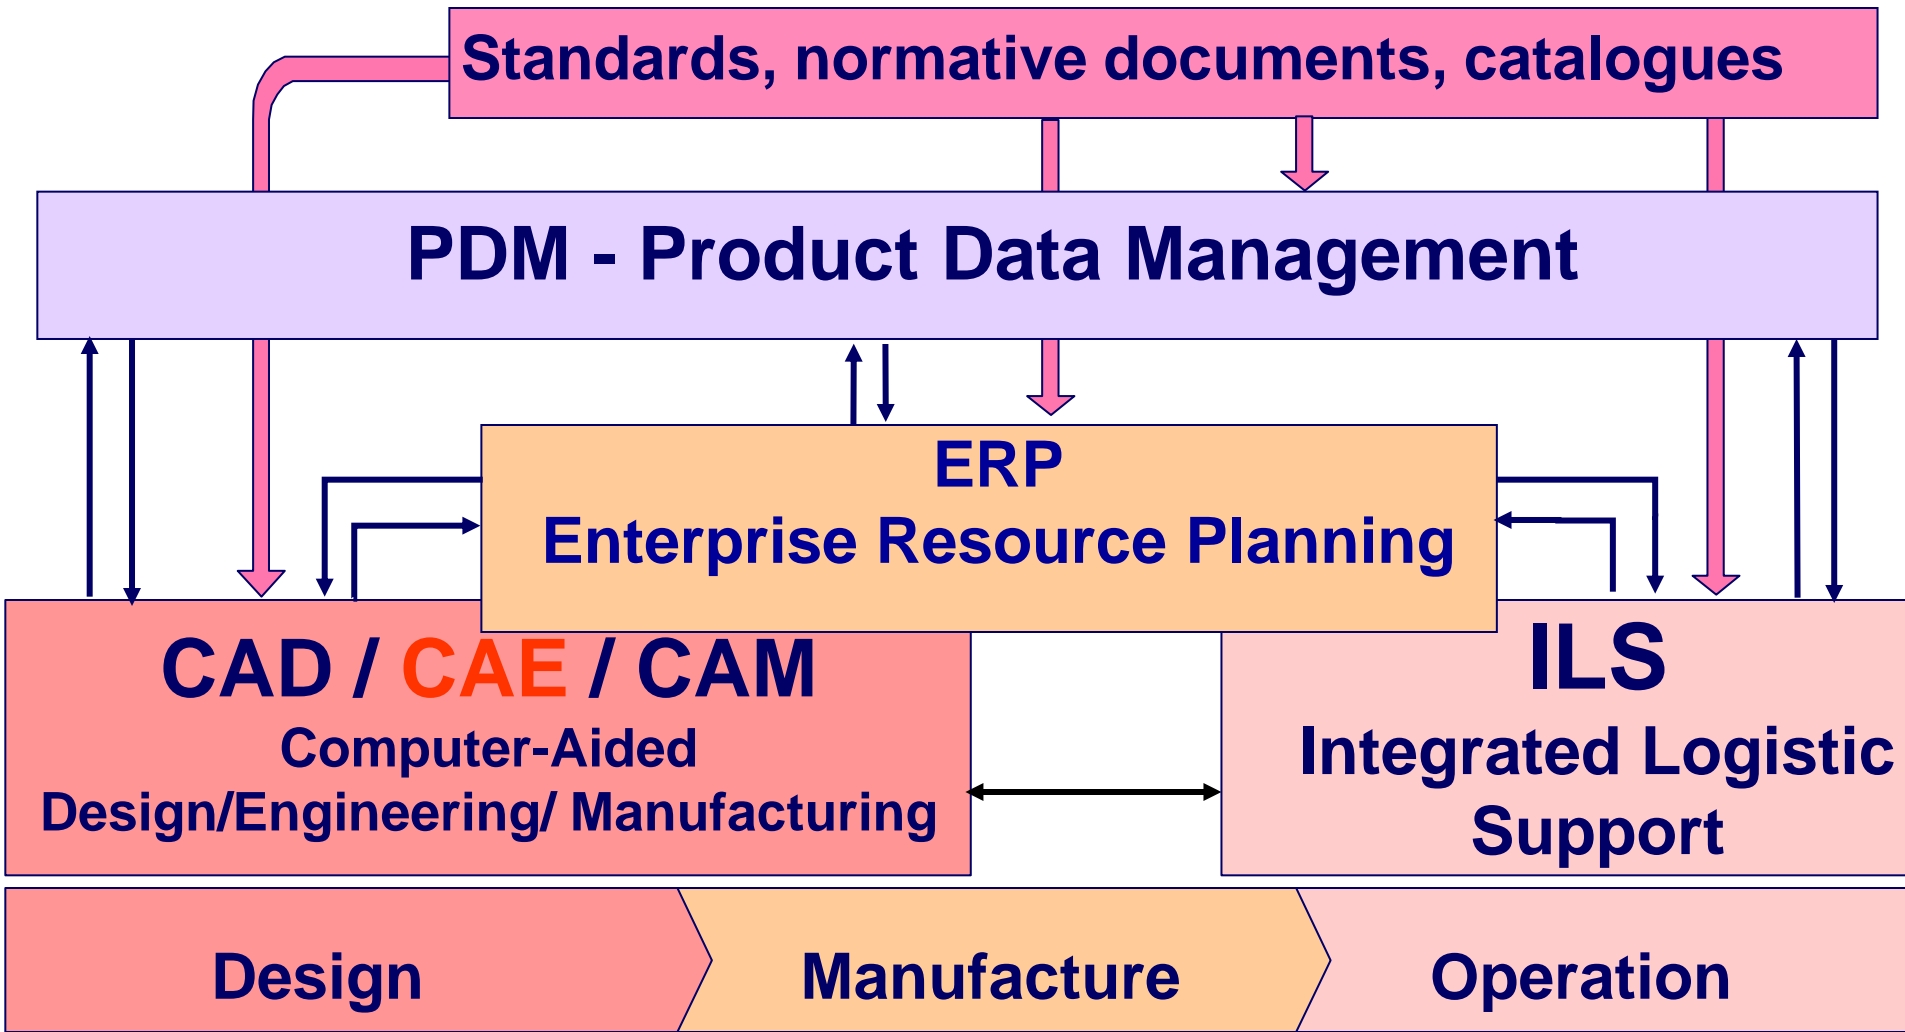 Standards, normative documents, catalogues
PDM - Product Data Management
ERP
Enterprise Resource Planning
CAD / CAE / CAM
Computer-Aided
Design/Engineering/ Manufacturing
ILS
Integrated Logistic
Support
Design
Manufacture
Operation